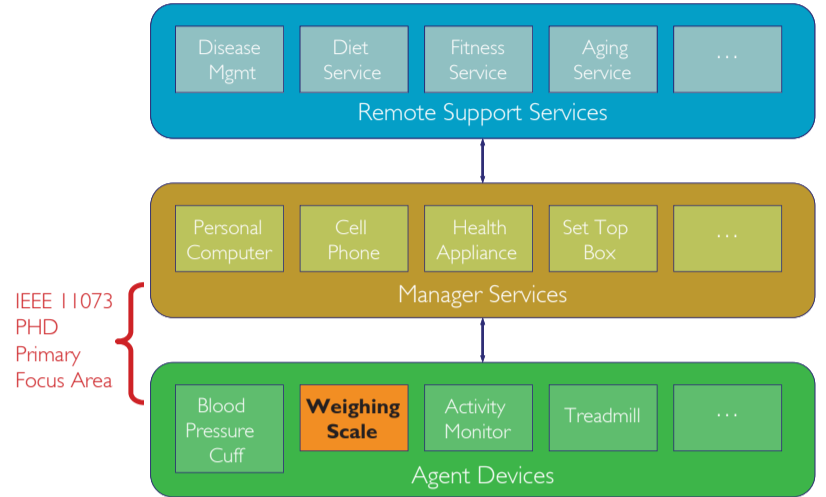 Disease
Mgmt
Diet
Service
Fitness
Service
Aging
Service
...
Remote Support Services
Personal
Computer
Cell
Phone
Health
Appliance
Set Top
Box
...
Manager Services
IEEE 11073
PHD
Primary
Focus Area
Blood
Pressure
Cuff
Weighing
Scale
Activity
Monitor
Treadmill
...
Agent Devices